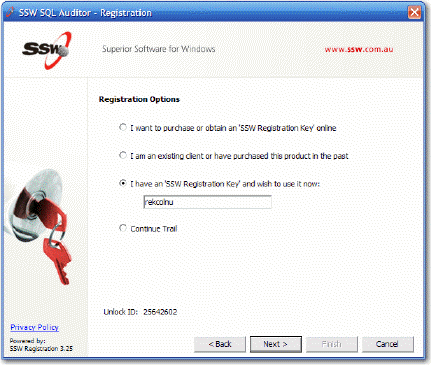 SSW SQL Auditor - Registration
SSW
Superior Software for Windows
www.ssw.com.au
Registration Options
I want to purchase or obtain an 'SSW Registration Key' online
I am an existing client or have purchased this product in the past
I have an 'SSW Registration Key' and wish to use it now:
rekcolnu
Continue Trail
Unlock ID: 25642602
Privacy Policy
Powered by:
SSW Registration 3.25
< Back
Next >
Finish
Cancel